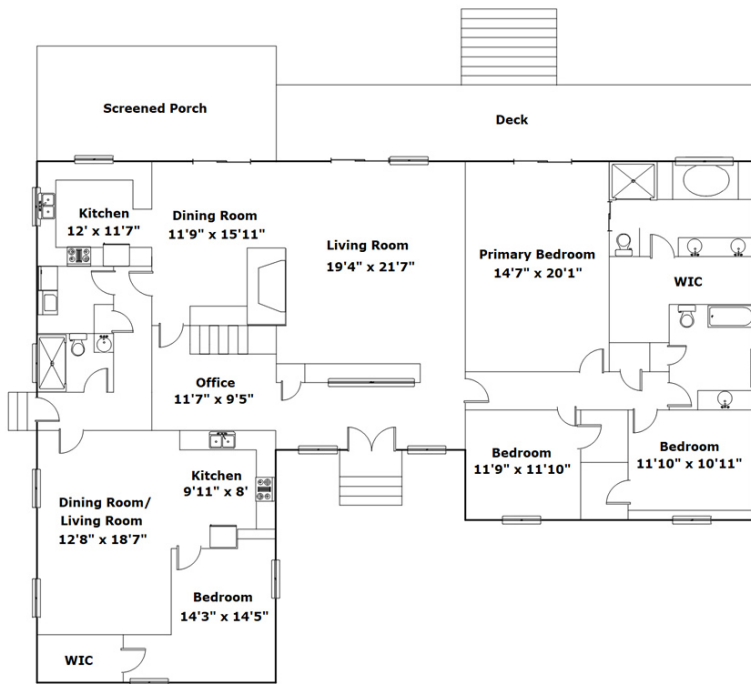 Screened Porch
Deck
Kitchen
12' x 11'7"
Dining Room
11'9" x 15'11"
Living Room
19'4" x 21'7"
Primary Bedroom
14'7" x 20'1"
WIC
Office
11'7" x 9'5"
Bedroom
11'9" x 11'10"
Bedroom
11'10" x 10'11"
Kitchen
9'11" x 8'
Dining Room/
Living Room
12'8" x 18'7"
Bedroom
14'3" x 14'5"
WIC